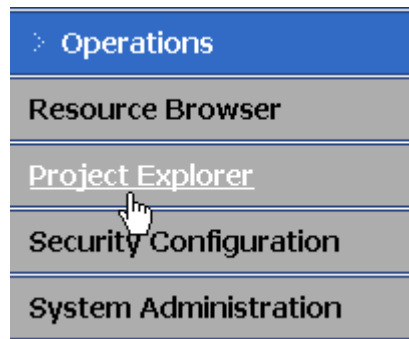 > Operations
Resource Browser
Project Explorer
Security Configuration
System Administration